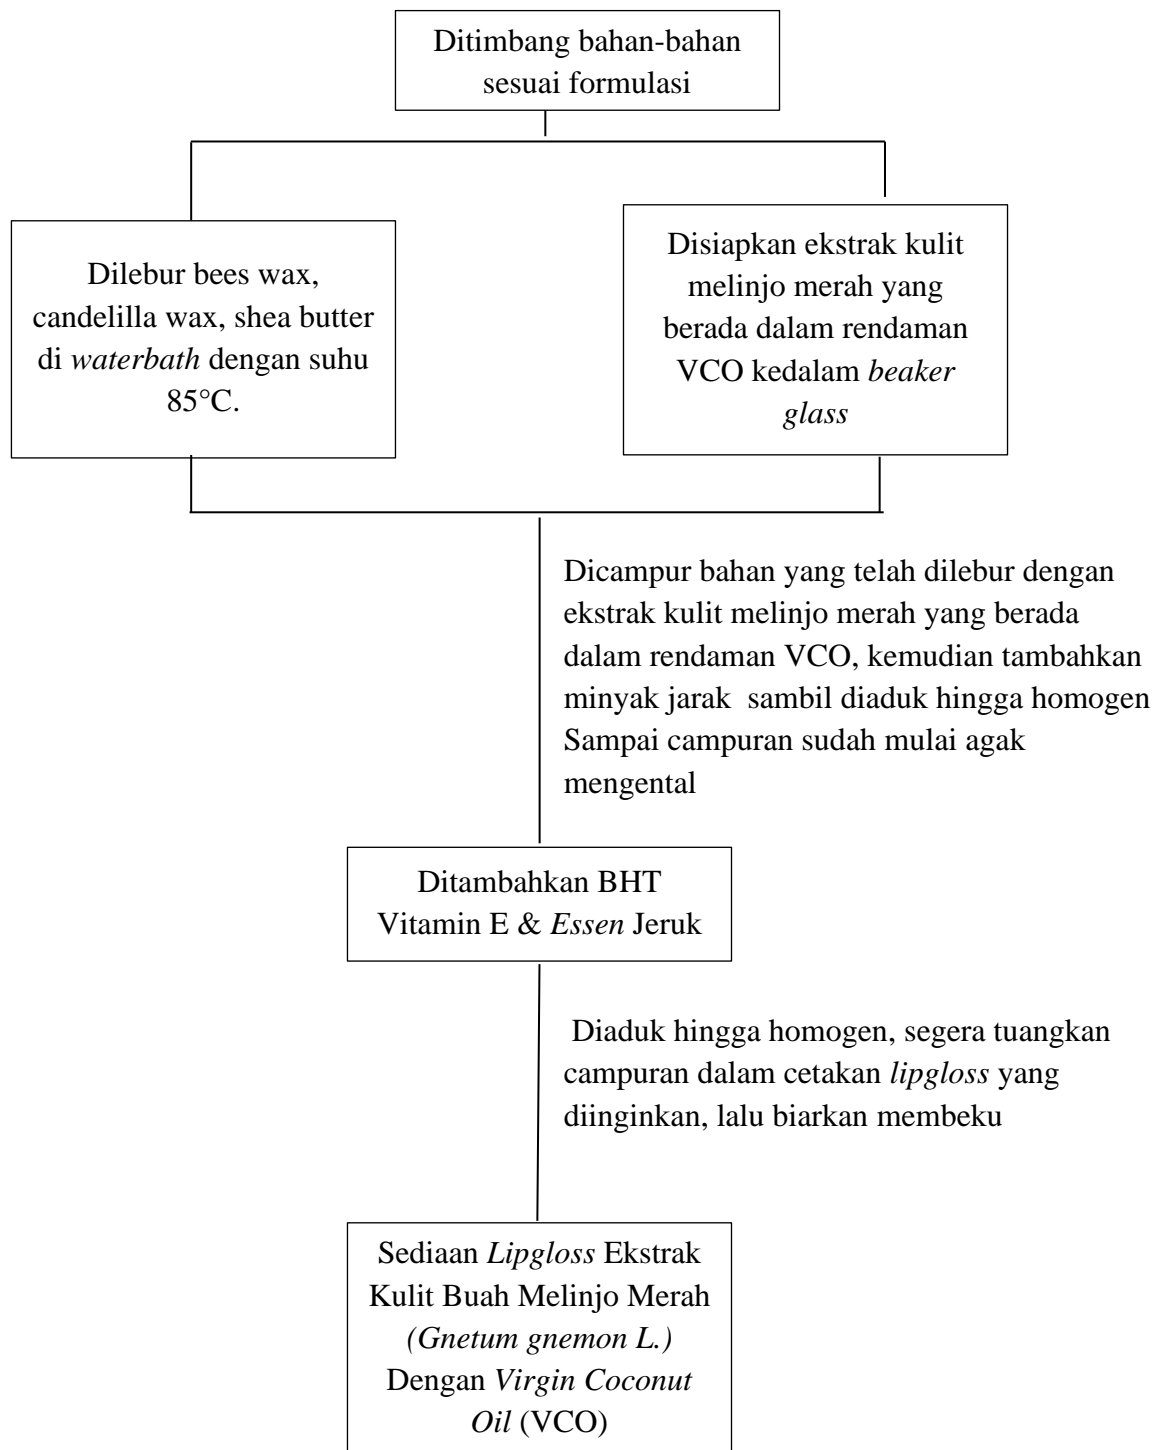 Ditimbang bahan-bahan
sesuai formulasi
Dilebur bees wax,
candelilla wax, shea butter
di waterbath dengan suhu
85°C.
Disiapkan ekstrak kulit
melinjo merah yang
berada dalam rendaman
VCO kedalam beaker
glass
Dicampur bahan yang telah dilebur dengan
ekstrak kulit melinjo merah yang berada
dalam rendaman VCO, kemudian tambahkan
minyak jarak sambil diaduk hingga homogen
Sampai campuran sudah mulai agak
mengental
Ditambahkan BHT
Vitamin E & Essen Jeruk
Diaduk hingga homogen, segera tuangkan
campuran dalam cetakan lipgloss yang
diinginkan, lalu biarkan membeku
Sediaan Lipgloss Ekstrak
Kulit Buah Melinjo Merah
(Gnetum gnemon L.)
Dengan Virgin Coconut
Oil (VCO)